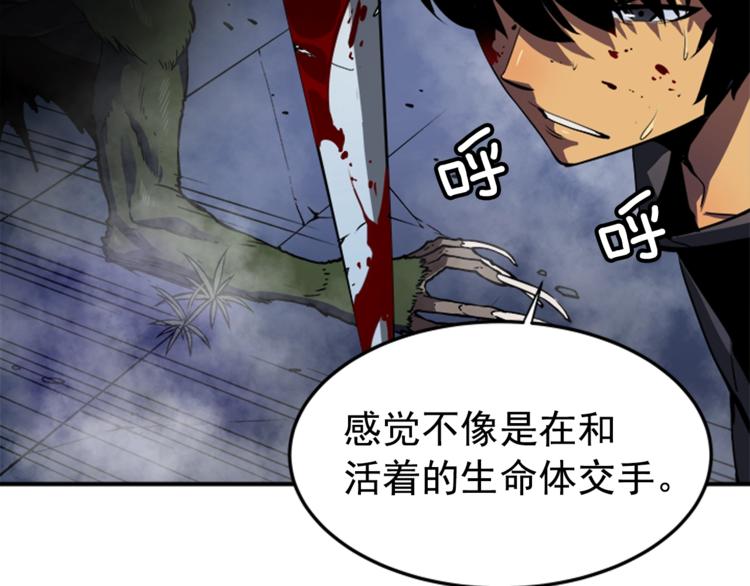 呼
呼
感觉不像是在和
活着的生命体交手。